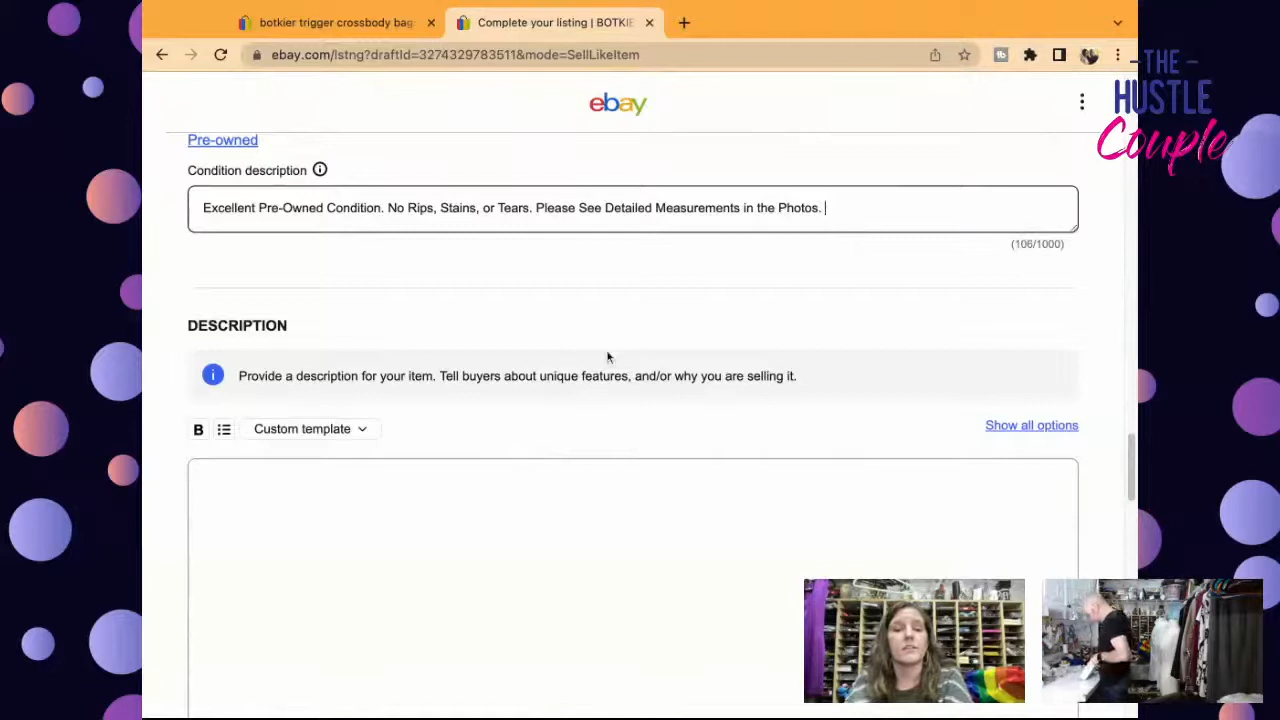 botkier trigger crossbody bag
Complete your listing | BOTKIE
ebay.com/lstng?draftId=3274329783511&mode=SellLikeItem
THE
HUSTLE
Couple
ebay
Pre-owned
Condition description
Excellent Pre-Owned Condition. No Rips, Stains, or Tears. Please See Detailed Measurements in the Photos.
(106/1000)
DESCRIPTION
Provide a description for your item. Tell buyers about unique features, and/or why you are selling it.
B
Custom template
Show all options